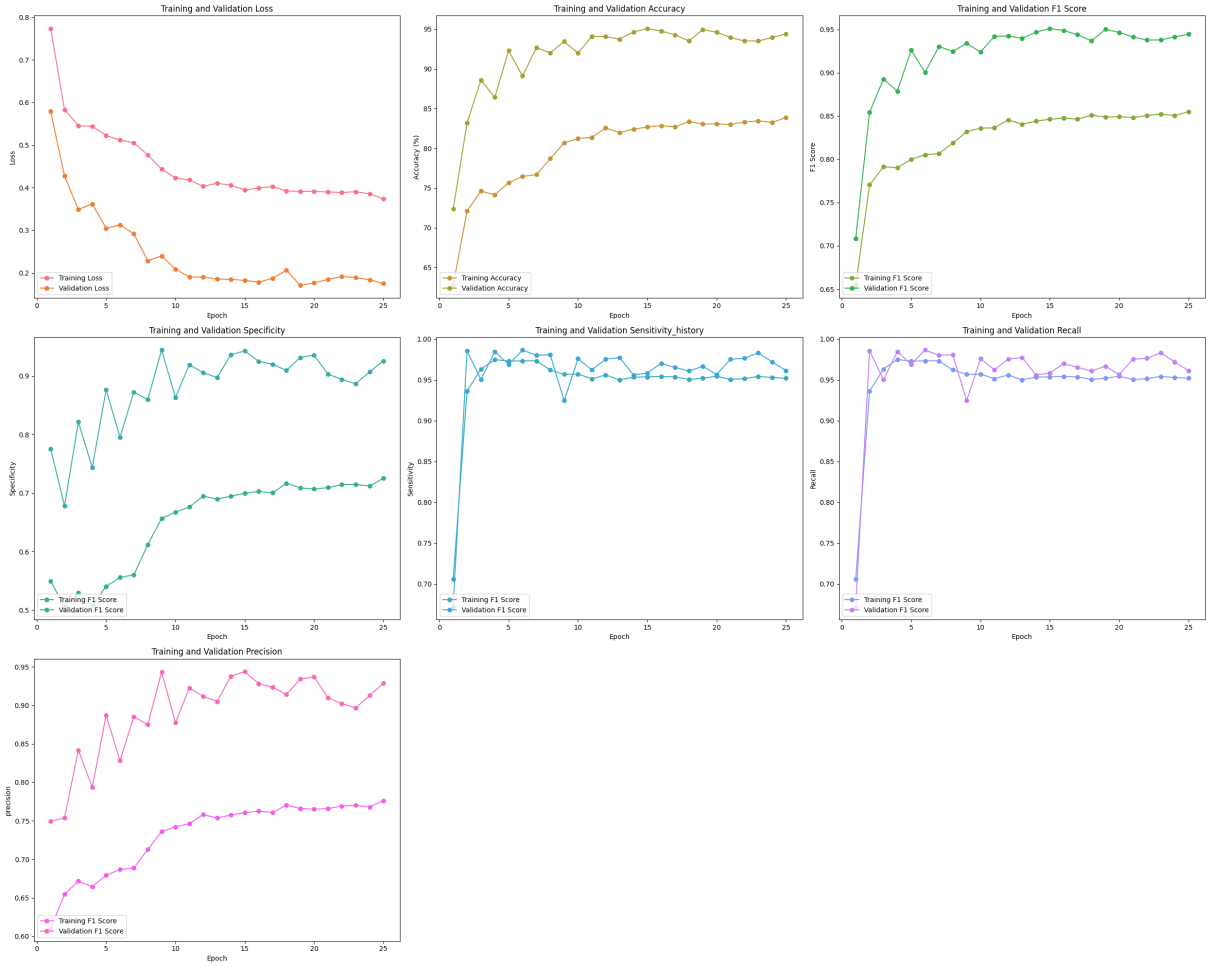 Training and Validation Loss
0.8
0.7
0.6
0.5
0.4
0.3
0.2
Loss
Training Loss
Validation Loss
0 5 10 15 20 25
Epoch
Training and Validation Accuracy
95
90
85
80
75
70
65
Accuracy (%)
Training Accuracy
Validation Accuracy
0 5 10 15 20 25
Epoch
Training and Validation F1 Score
0.95
0.90
0.85
0.80
0.75
0.70
0.65
F1 Score
Training F1 Score
Validation F1 Score
0 5 10 15 20 25
Epoch
Training and Validation Specificity
0.9
0.8
0.7
0.6
0.5
Specificity
Training F1 Score
Validation F1 Score
0 5 10 15 20 25
Epoch
Training and Validation Sensitivity_history
1.00
0.95
0.90
0.85
0.80
0.75
0.70
Sensitivity
Training F1 Score
Validation F1 Score
0 5 10 15 20 25
Epoch
Training and Validation Recall
1.00
0.95
0.90
0.85
0.80
0.75
0.70
Recall
Training F1 Score
Validation F1 Score
0 5 10 15 20 25
Epoch
Training and Validation Precision
0.95
0.90
0.85
0.80
0.75
0.70
0.65
0.60
precision
Training F1 Score
Validation F1 Score
0 5 10 15 20 25
Epoch